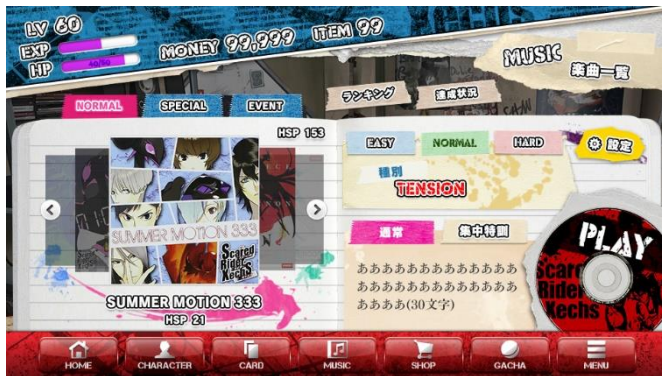 LV 60
EXP
HP 40/50
MONEY 99,999
ITEM 99
MUSIC
楽曲一覧
NORMAL
SPECIAL
EVENT
ランキング
達成状況
HSP 153
EASY
NORMAL
HARD
設定
種別
TENSION
SUMMER MOTION 333
Scared
Rider
Xechs
通常
集中特訓
PLAY
Scared
Rider
Xechs
ああああああああああああああ
ああああああああああああああ
ああああ(30文字)
SUMMER MOTION 333
HSP 21
HOME
CHARACTER
CARD
MUSIC
SHOP
GACHA
MENU